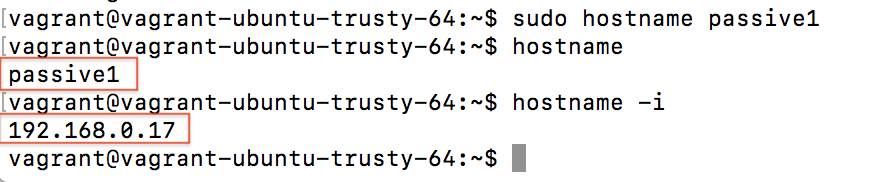 [vagrant@vagrant-ubuntu-trusty-64:~$ sudo hostname passive1
[vagrant@vagrant-ubuntu-trusty-64:~$ hostname
passive1
[vagrant@vagrant-ubuntu-trusty-64:~$ hostname -i
192.168.0.17
vagrant@vagrant-ubuntu-trusty-64:~$